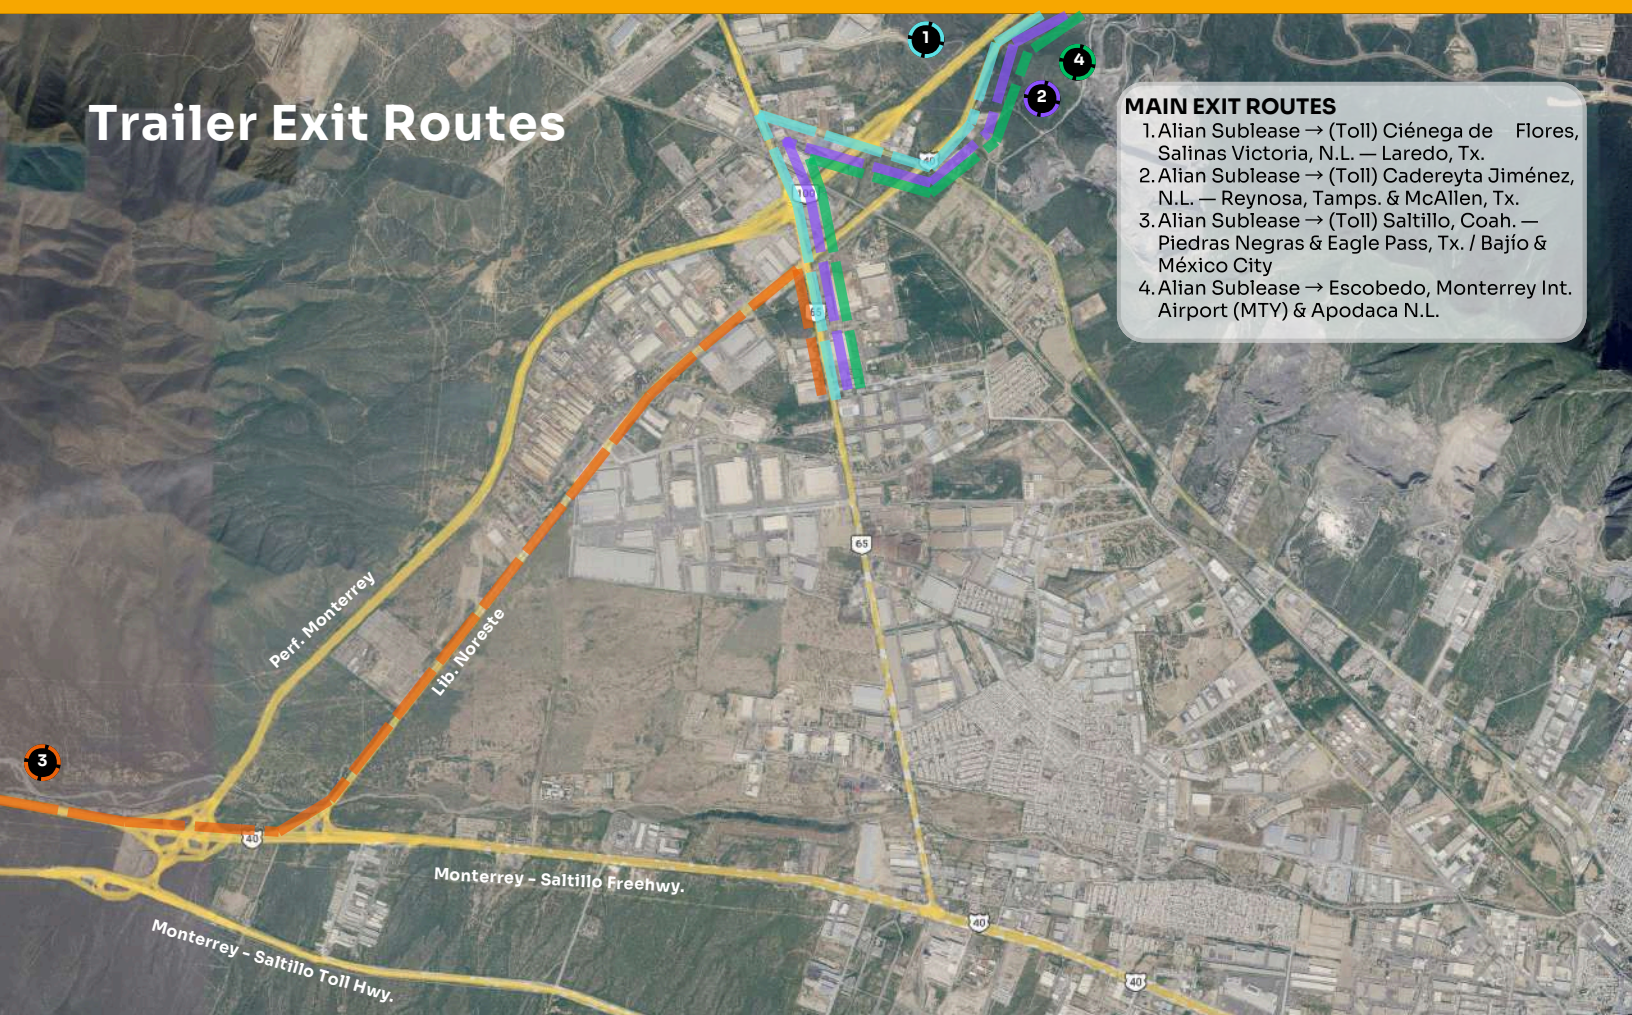 Trailer Exit Routes
1
4
2
MAIN EXIT ROUTES
1. Alian Sublease → (Toll) Ciénega de Flores,
Salinas Victoria, N.L. — Laredo, Tx.
2. Alian Sublease → (Toll) Cadereyta Jiménez,
N.L. — Reynosa, Tamps. & McAllen, Tx.
3. Alian Sublease → (Toll) Saltillo, Coah. —
Piedras Negras & Eagle Pass, Tx. / Bajío &
México City
4. Alian Sublease → Escobedo, Monterrey Int.
Airport (MTY) & Apodaca N.L.
40
100
65
65
Perf. Monterrey
Lib. Noreste
3
40
Monterrey - Saltillo Freehwy.
40
Monterrey - Saltillo Toll Hwy.
40